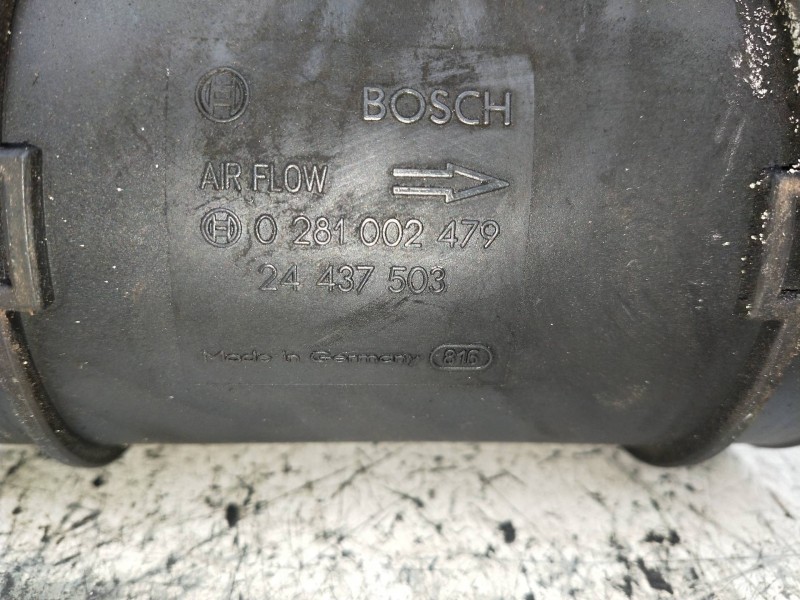 BOSCH
AIR FLOW
0 281 002 479
24 437 503
Made in Germany 816